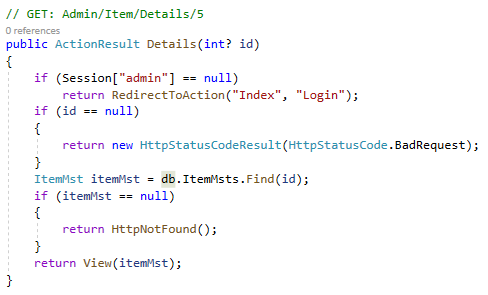 // GET: Admin/Item/Details/5
0 references
public ActionResult Details(int? id)
{
    if (Session["admin"] == null)
        return RedirectToAction("Index", "Login");
    if (id == null)
    {
        return new HttpStatusCodeResult(HttpStatusCode.BadRequest);
    }
    ItemMst itemMst = db.ItemMsts.Find(id);
    if (itemMst == null)
    {
        return HttpNotFound();
    }
    return View(itemMst);
}